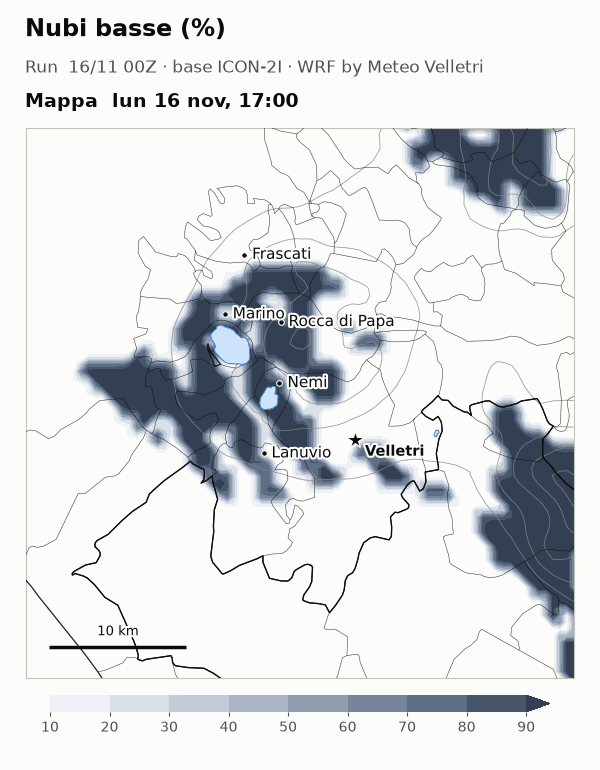 Nubi basse (%)
Run  16/11 00Z · base ICON-2I · WRF by Meteo Velletri
Mappa  lun 16 nov, 17:00
Frascati
Marino
Rocca di Papa
Nemi
Velletri
Lanuvio
10 km
10 20 30 40 50 60 70 80 90